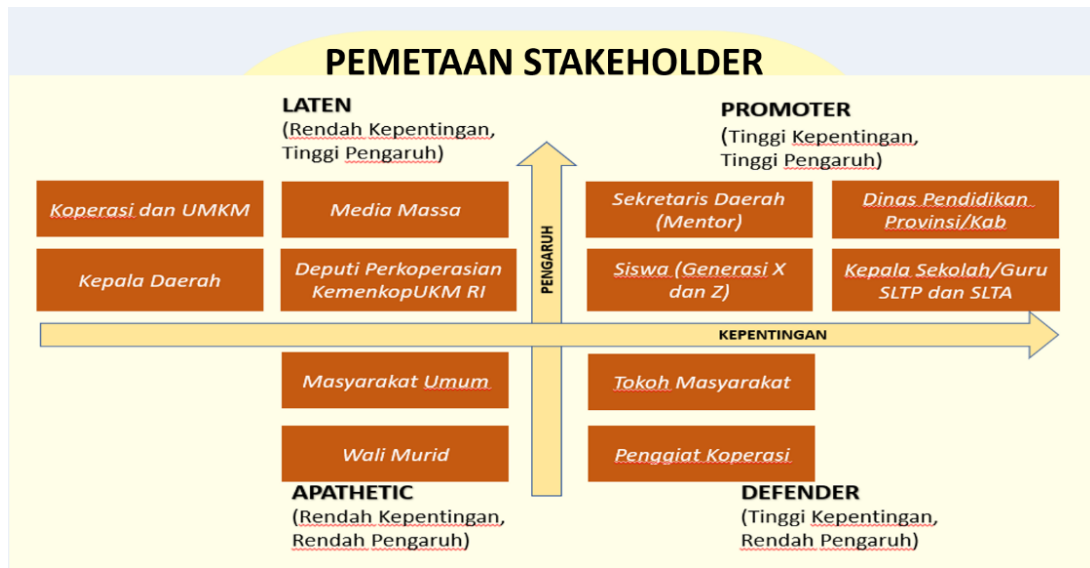 PEMETAAN STAKEHOLDER
LATEN
(Rendah Kepentingan,
Tinggi Pengaruh)
PROMOTER
(Tinggi Kepentingan,
Tinggi Pengaruh)
Koperasi dan UMKM
Media Massa
Sekretaris Daerah
(Mentor)
Dinas Pendidikan
Provinsi/Kab
Kepala Daerah
Deputi Perkoperasian
KemenkopUKM RI
PENGARUH
Siswa (Generasi X
dan Z)
Kepala Sekolah/Guru
SLTP dan SLTA
KEPENTINGAN
Masyarakat Umum
Tokoh Masyarakat
Wali Murid
Penggiat Koperasi
APATHETIC
(Rendah Kepentingan,
Rendah Pengaruh)
DEFENDER
(Tinggi Kepentingan,
Rendah Pengaruh)